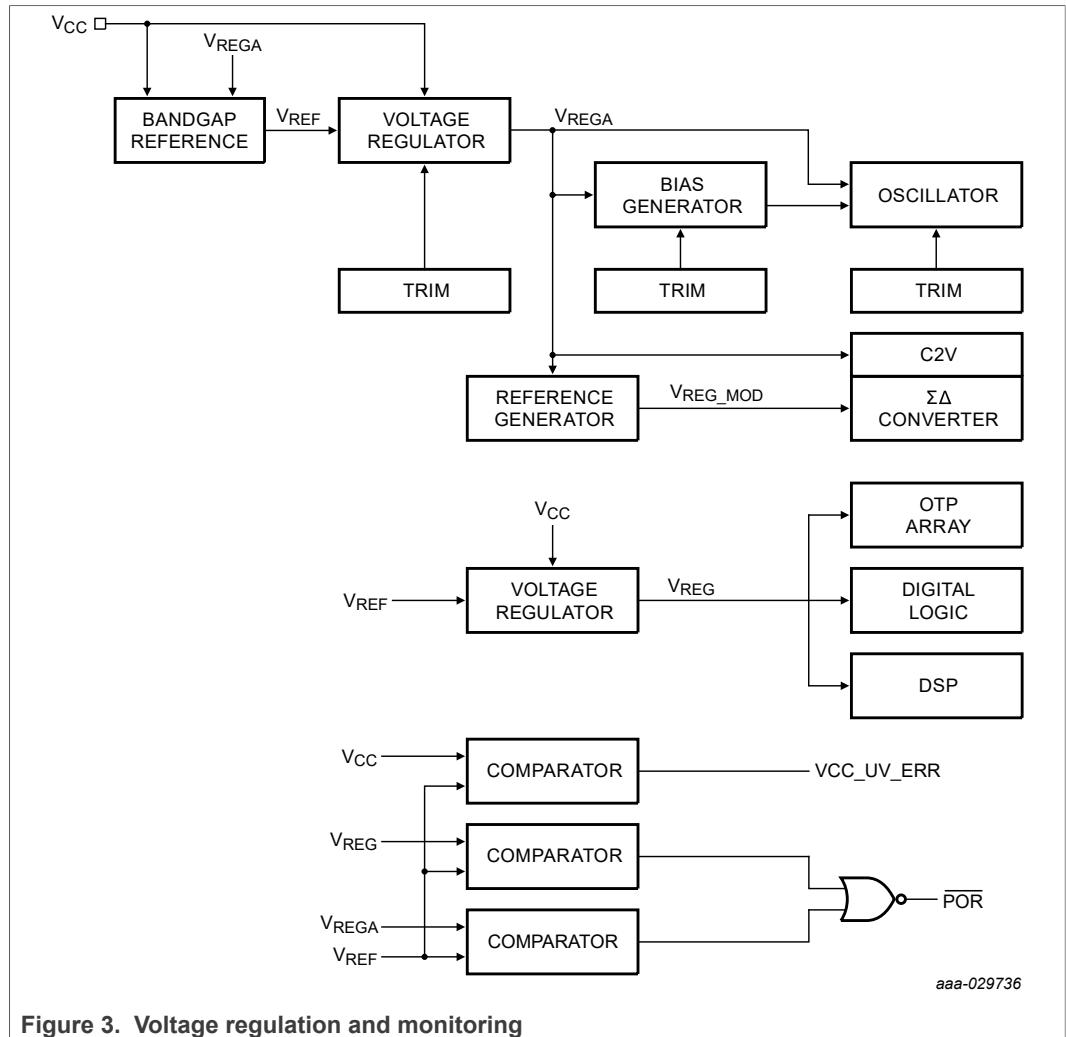 VCC
VREGA
BANDGAP
REFERENCE
VREF
VOLTAGE
REGULATOR
VREGA
BIAS
GENERATOR
OSCILLATOR
TRIM
TRIM
TRIM
C2V
REFERENCE
GENERATOR
VREG_MOD
ΣΔ
CONVERTER
OTP
ARRAY
VCC
VREF
VOLTAGE
REGULATOR
VREG
DIGITAL
LOGIC
DSP
VCC
COMPARATOR
VCC_UV_ERR
VREG
COMPARATOR
POR
VREGA
VREF
COMPARATOR
aaa-029736
Figure 3. Voltage regulation and monitoring